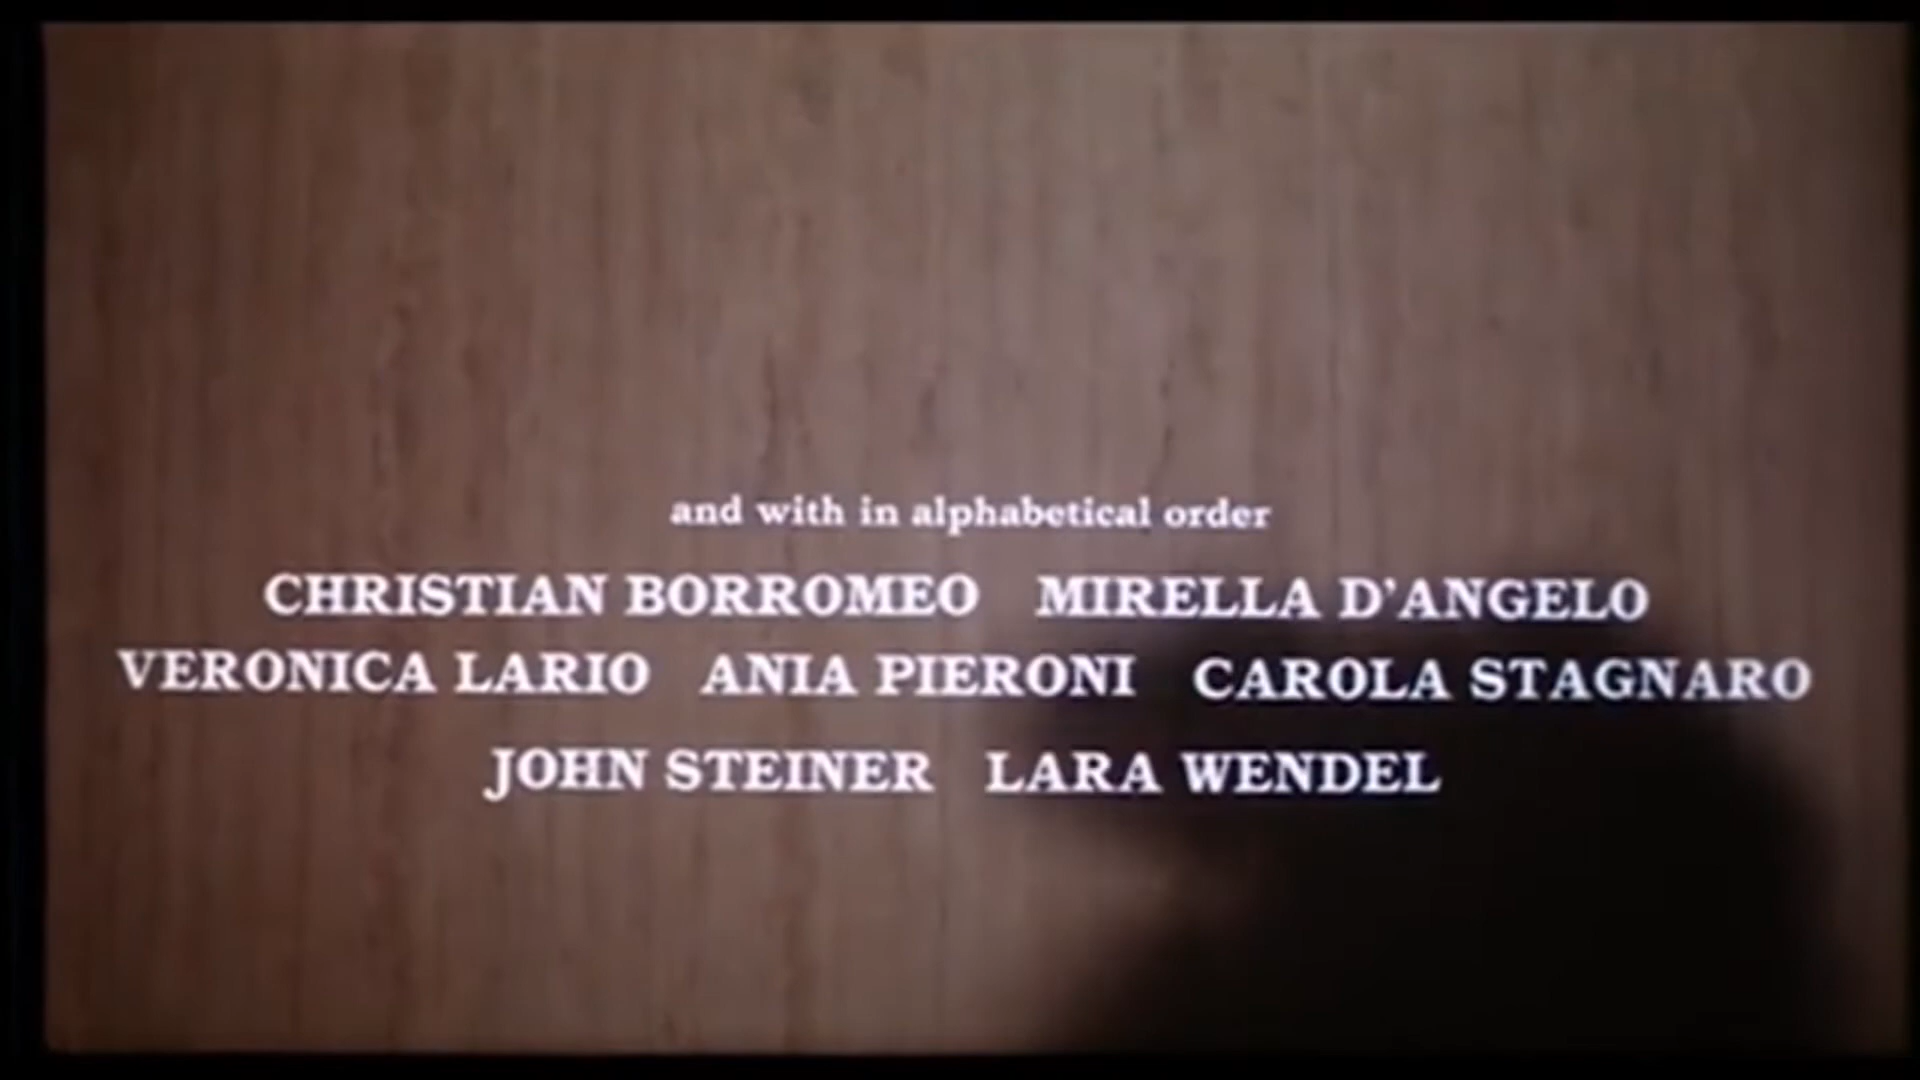 and with in alphabetical order
CHRISTIAN BORROMEO MIRELLA D'ANGELO
VERONICA LARIO ANIA PIERONI CAROLA STAGNARO
JOHN STEINER LARA WENDEL